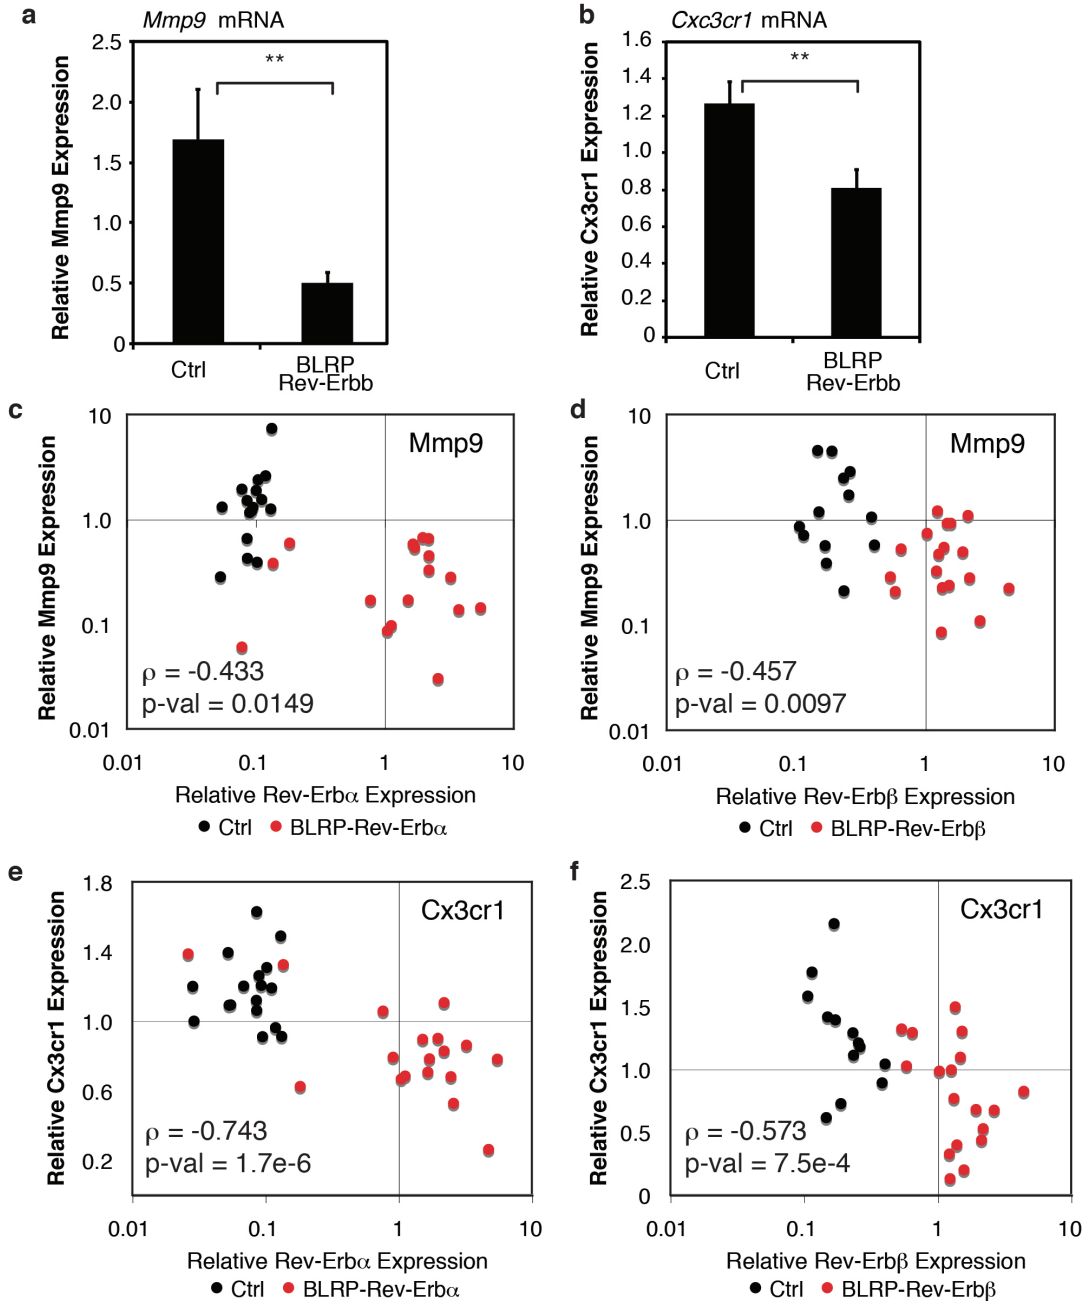 a
Mmp9 mRNA
Relative Mmp9 Expression
2.5
2.0
1.5
1.0
0.5
0
**
Ctrl
BLRP
Rev-Erbb
b
Cxc3cr1 mRNA
Relative Cx3cr1 Expression
1.6
1.4
1.2
1.0
0.8
0.6
0.4
0.2
0
**
Ctrl
BLRP
Rev-Erbb
c
Relative Mmp9 Expression
10
1.0
0.1
0.01
Mmp9
ρ = -0.433
p-val = 0.0149
0.01 0.1 1 10
Relative Rev-Erbα Expression
Ctrl BLRP-Rev-Erbα
d
Relative Mmp9 Expression
10
1.0
0.1
0.01
Mmp9
ρ = -0.457
p-val = 0.0097
0.01 0.1 1 10
Relative Rev-Erbβ Expression
Ctrl BLRP-Rev-Erbβ
e
Relative Cx3cr1 Expression
1.8
1.4
1.0
0.6
0.2
Cx3cr1
ρ = -0.743
p-val = 1.7e-6
0.01 0.1 1 10
Relative Rev-Erbα Expression
Ctrl BLRP-Rev-Erbα
f
Relative Cx3cr1 Expression
2.5
2.0
1.5
1.0
0.5
0
Cx3cr1
ρ = -0.573
p-val = 7.5e-4
0.01 0.1 1 10
Relative Rev-Erbβ Expression
Ctrl BLRP-Rev-Erbβ